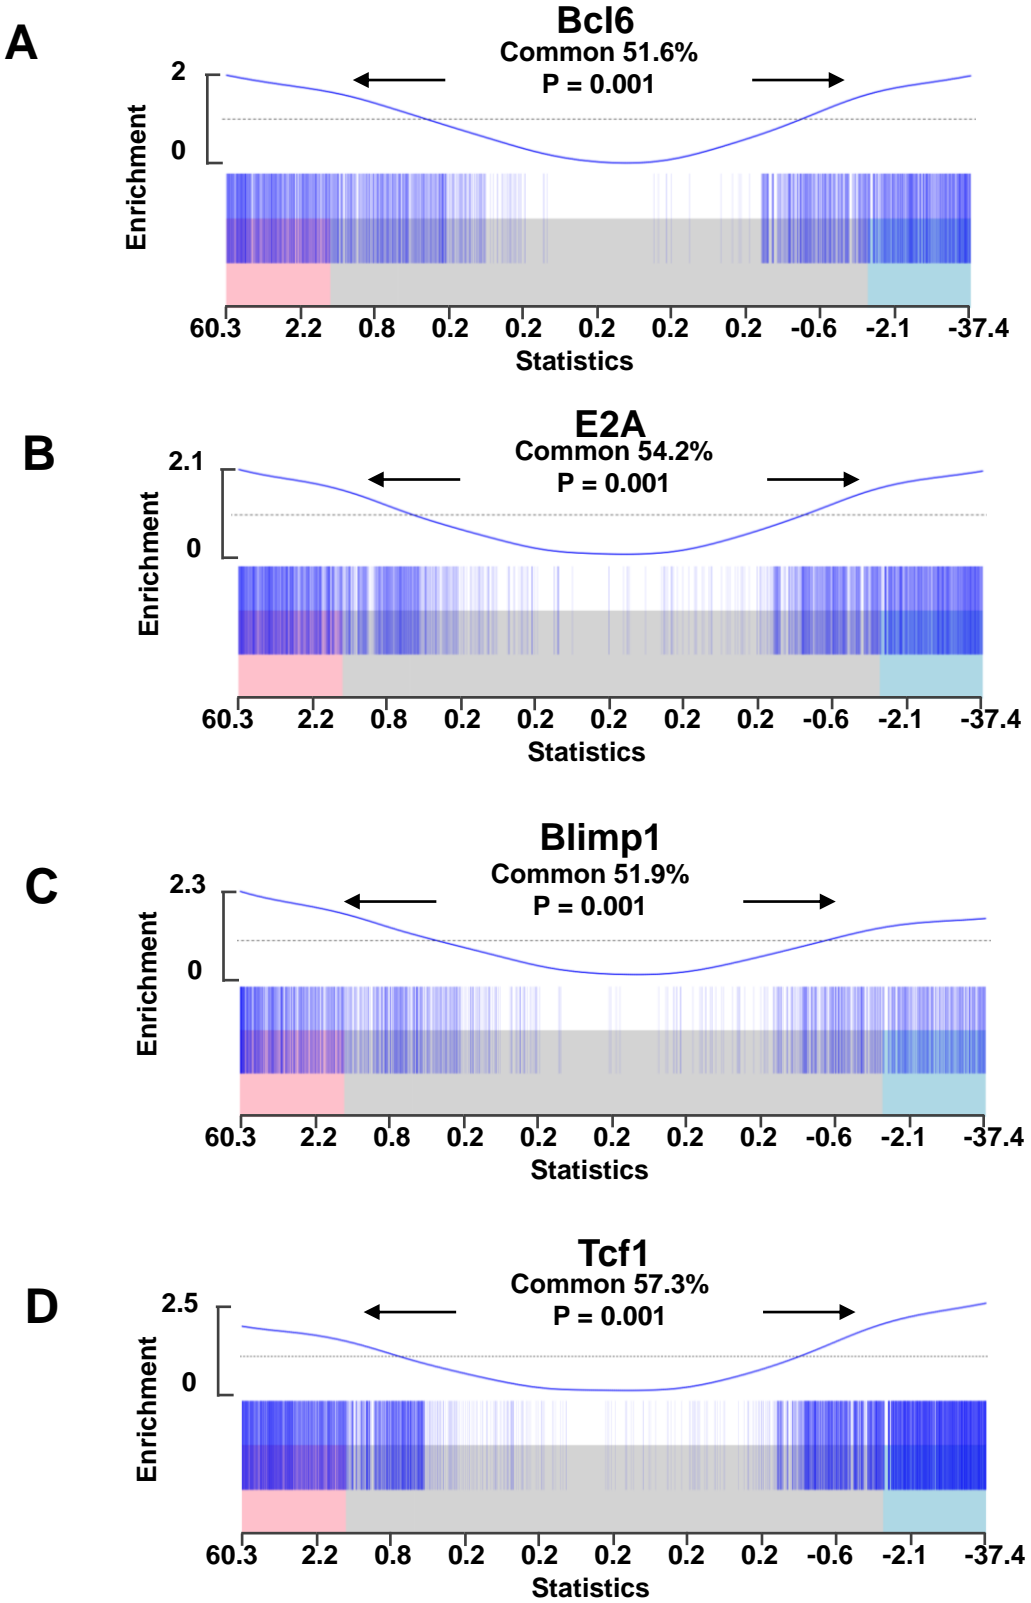 A
Bcl6
Common 51.6%
P = 0.001
2
0
Enrichment
60.3 2.2 0.8 0.2 0.2 0.2 0.2 0.2 -0.6 -2.1 -37.4
Statistics
B
E2A
Common 54.2%
P = 0.001
2.1
0
Enrichment
60.3 2.2 0.8 0.2 0.2 0.2 0.2 0.2 -0.6 -2.1 -37.4
Statistics
C
Blimp1
Common 51.9%
P = 0.001
2.3
0
Enrichment
60.3 2.2 0.8 0.2 0.2 0.2 0.2 0.2 -0.6 -2.1 -37.4
Statistics
D
Tcf1
Common 57.3%
P = 0.001
2.5
0
Enrichment
60.3 2.2 0.8 0.2 0.2 0.2 0.2 0.2 -0.6 -2.1 -37.4
Statistics